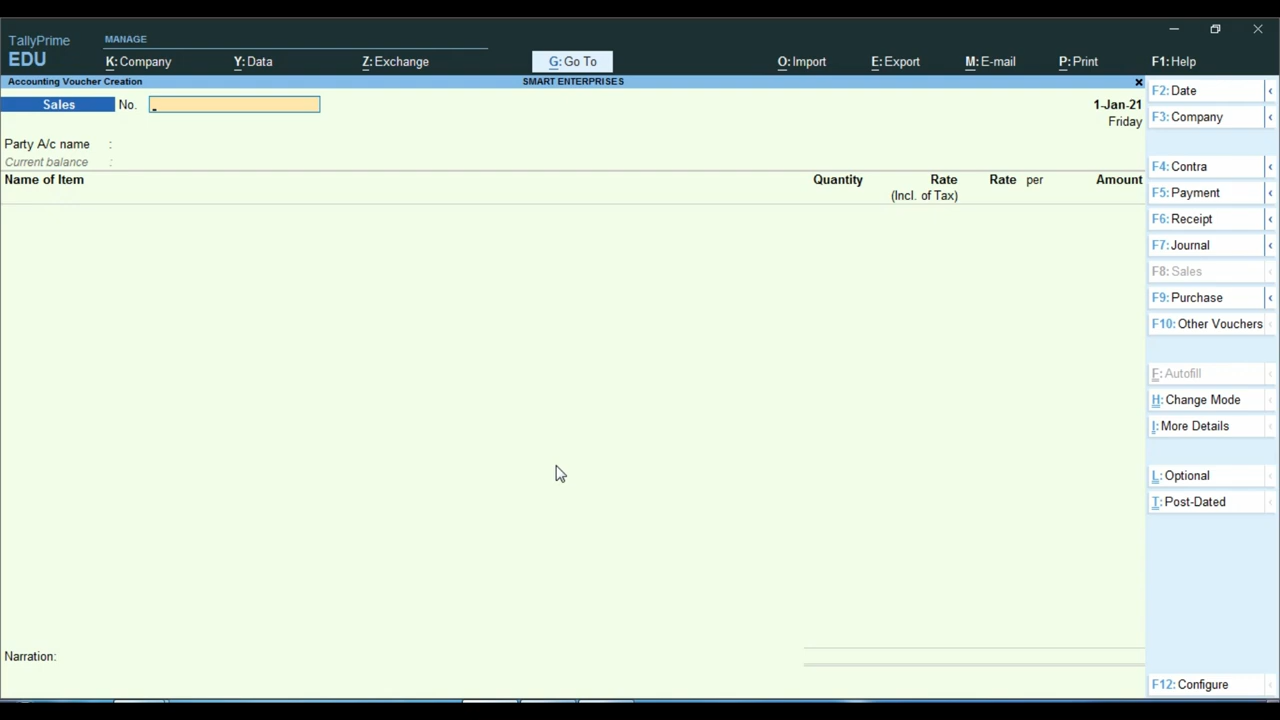 TallyPrime
EDU
MANAGE
K: Company
Y: Data
Z: Exchange
G: Go To
O: Import
E: Export
M: E-mail
P: Print
F1: Help
Accounting Voucher Creation
SMART ENTERPRISES
Sales No.
1-Jan-21
Friday
Party A/c name :
Current balance :
Name of Item Quantity Rate Rate per Amount
(Incl. of Tax)
Narration:
F2: Date
F3: Company
F4: Contra
F5: Payment
F6: Receipt
F7: Journal
F8: Sales
F9: Purchase
F10: Other Vouchers
F: Autofill
H: Change Mode
I: More Details
L: Optional
T: Post-Dated
F12: Configure